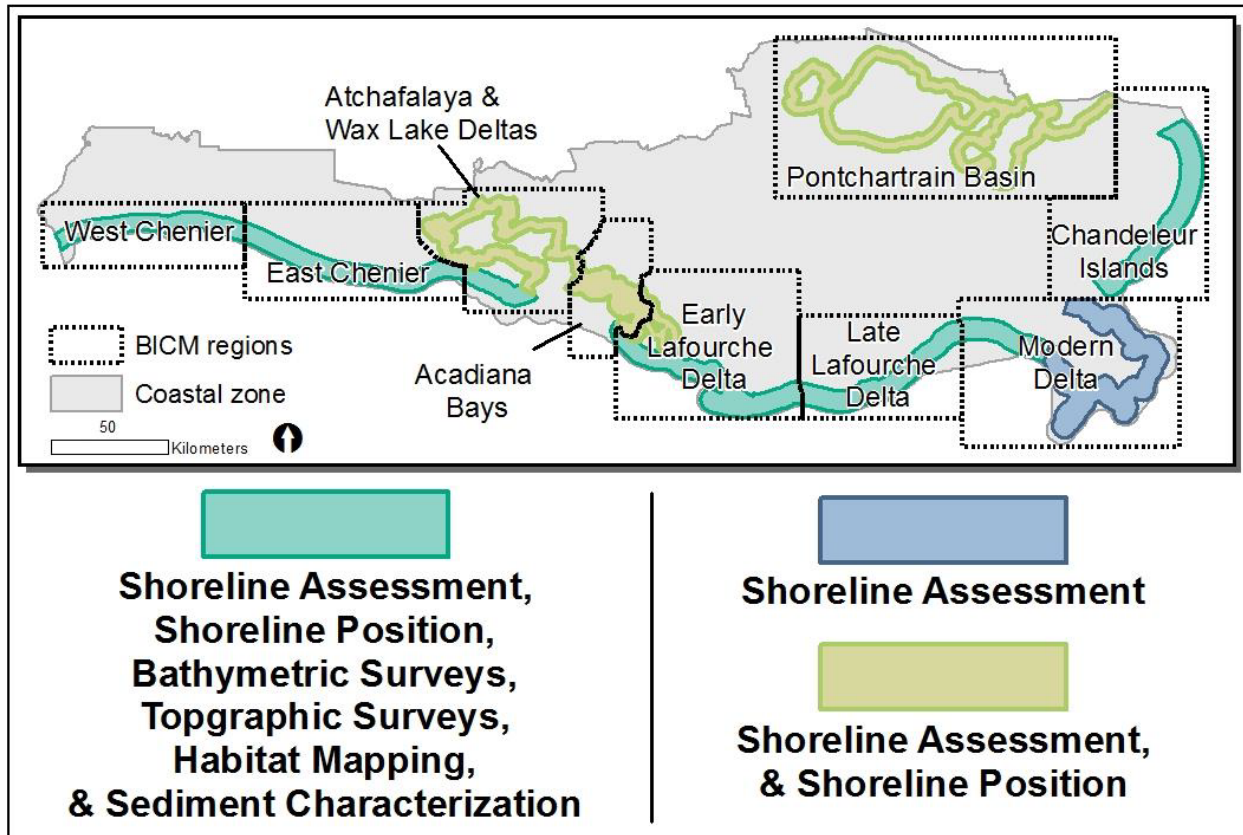 Atchafalaya &
Wax Lake Deltas
Pontchartrain Basin
West Chenier
East Chenier
Chandeleur
Islands
Early
Lafourche
Delta
Late
Lafourche
Delta
Modern
Delta
Acadiana
Bays
BICM regions
Coastal zone
50
Kilometers
Shoreline Assessment,
Shoreline Position,
Bathymetric Surveys,
Topgraphic Surveys,
Habitat Mapping,
& Sediment Characterization
Shoreline Assessment
Shoreline Assessment,
& Shoreline Position